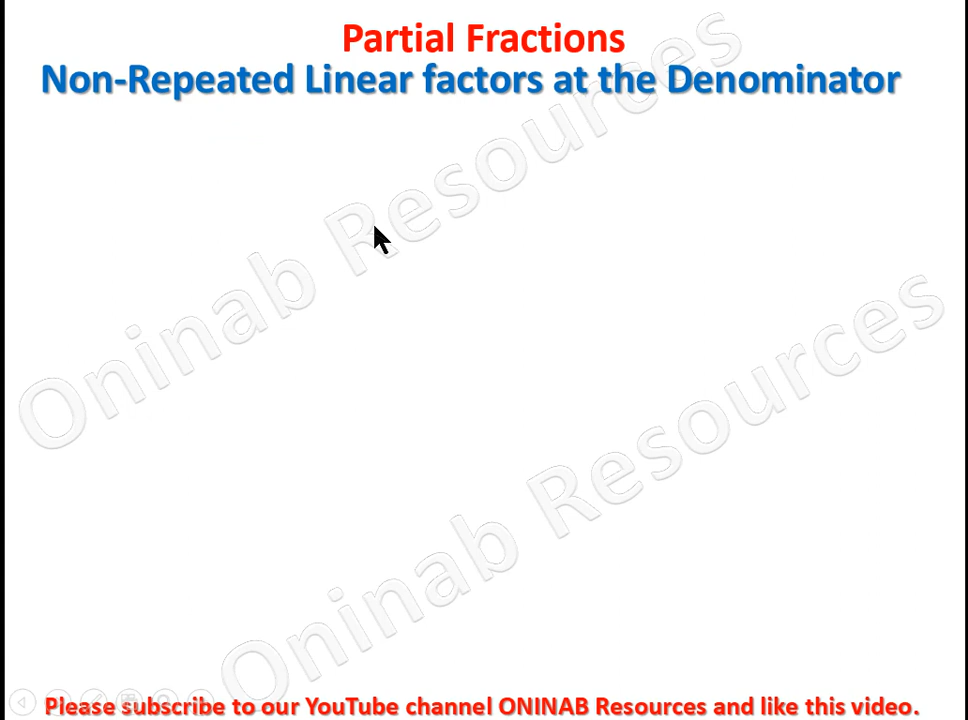 Partial Fractions
Non-Repeated Linear factors at the Denominator
Oninab Resources
Oninab Resources
Please subscribe to our YouTube channel ONINAB Resources and like this video.